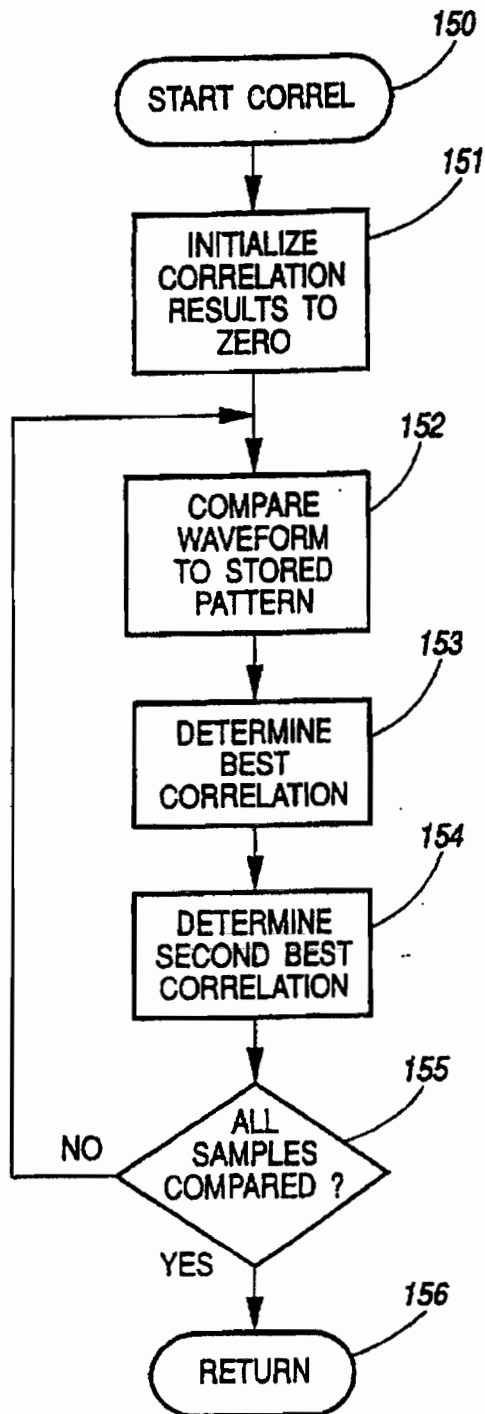 150
START CORREL
151
INITIALIZE
CORRELATION
RESULTS TO
ZERO
152
COMPARE
WAVEFORM
TO STORED
PATTERN
153
DETERMINE
BEST
CORRELATION
154
DETERMINE
SECOND BEST
CORRELATION
155
ALL
SAMPLES
COMPARED ?
NO
YES
156
RETURN